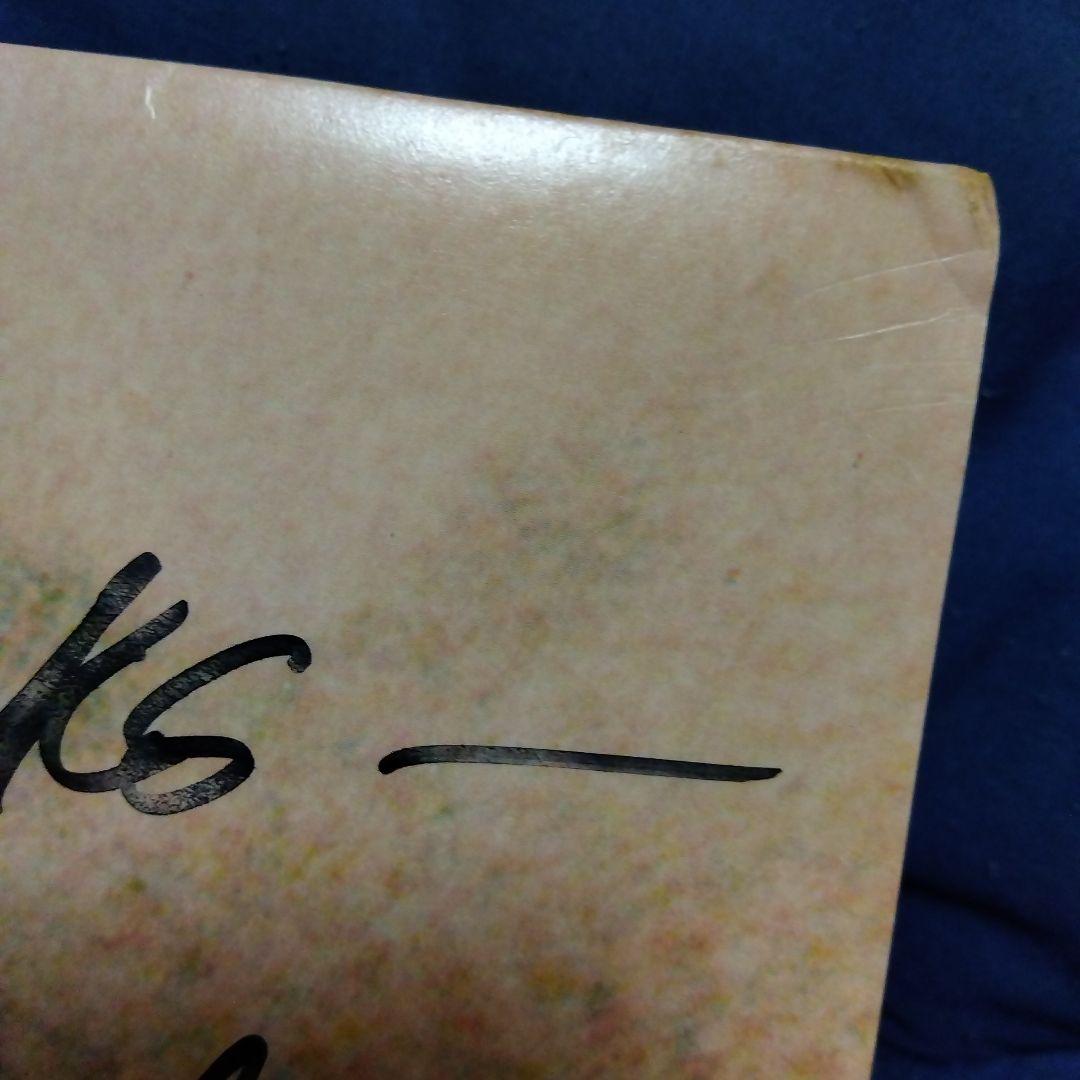 ks —